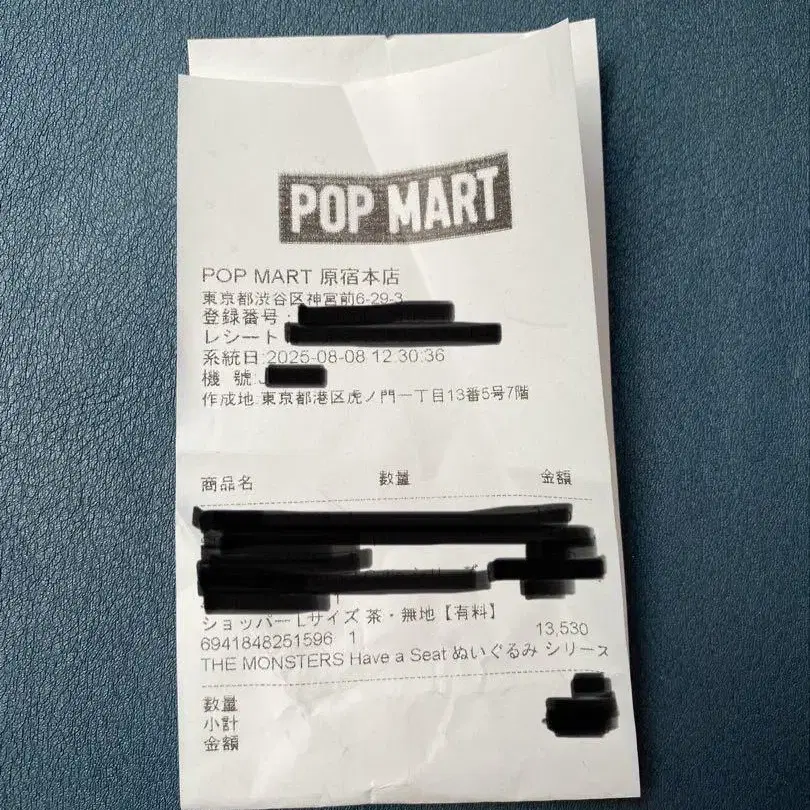 POP MART
POP MART 原宿本店
東京都渋谷区神宮前6-29-3
登録番号:
レシート
系統日:2025-08-08 12:30:36
機 號:
作成地:東京都港区虎ノ門一丁目13番5号7階
商品名 数量 金額
ショッパー Lサイズ 茶・無地【有料】
6941848251596 1 13,530
THE MONSTERS Have a Seat ぬいぐるみ シリーズ
数量
小計
金額